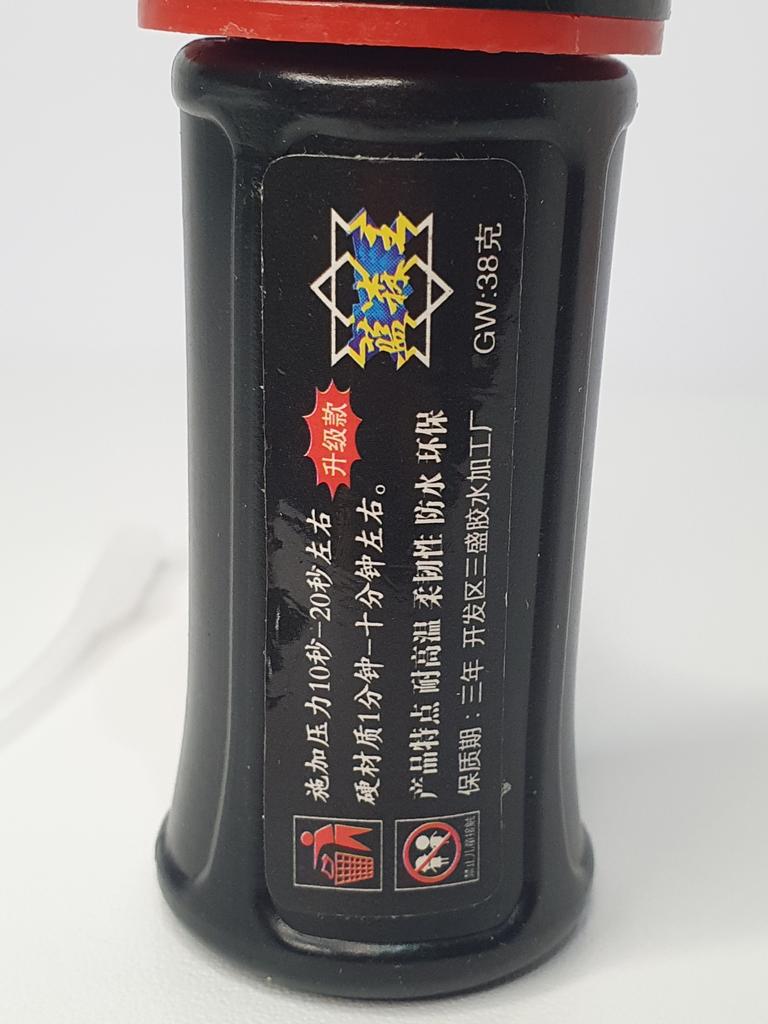 蓝森王
GW:38克
升级款
施加压力10秒-20秒左右
硬材质1分钟-十分钟左右。
产品特点 耐高温 柔韧性 防水 环保
保质期：三年 开发区三盛胶水加工厂
禁止儿童接触